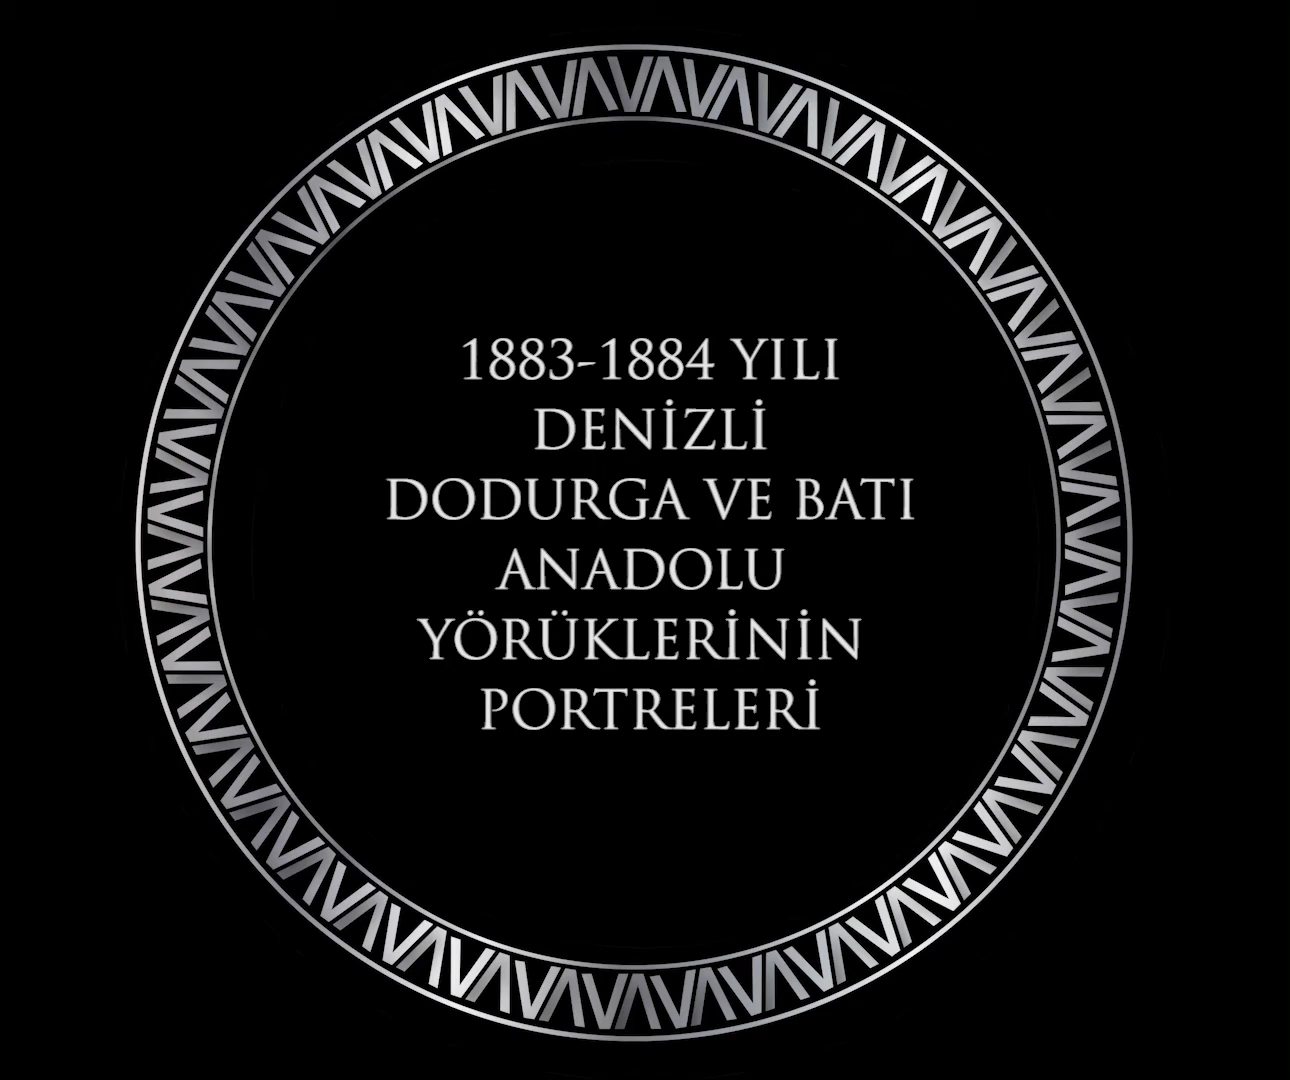 1883-1884 YILI
DENİZLİ
DODURGA VE BATI
ANADOLU
YÖRÜKLERİNİN
PORTRELERİ